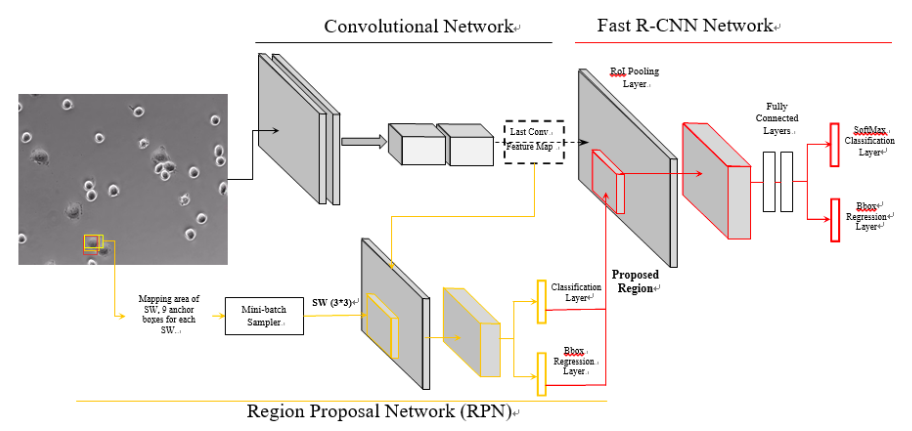 Convolutional Network
Fast R-CNN Network
RoI Pooling
Layer
Fully
Connected
Layers
SoftMax
Classification
Layer
Last Conv
Feature Map
Bbox
Regression
Layer
Proposed
Region
Classification
Layer
Mapping area of
SW, 9 anchor
boxes for each
SW.
Mini-batch
Sampler
SW (3*3)
Bbox
Regression
Layer
Region Proposal Network (RPN)